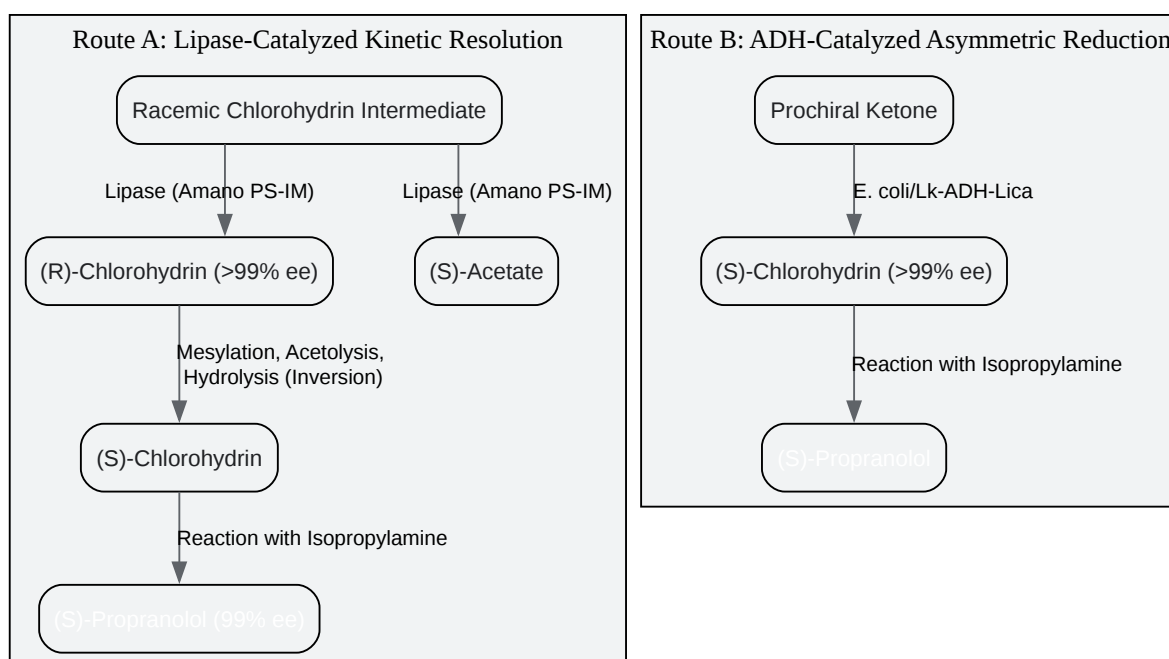 Route A: Lipase-Catalyzed Kinetic Resolution
Racemic Chlorohydrin Intermediate
Lipase (Amano PS-IM)
Lipase (Amano PS-IM)
(R)-Chlorohydrin (>99% ee)
(S)-Acetate
Mesylation, Acetolysis,
Hydrolysis (Inversion)
(S)-Chlorohydrin
Reaction with Isopropylamine
(S)-Propranolol (99% ee)
Route B: ADH-Catalyzed Asymmetric Reduction
Prochiral Ketone
E. coli/Lk-ADH-Lica
(S)-Chlorohydrin (>99% ee)
Reaction with Isopropylamine
(S)-Propranolol